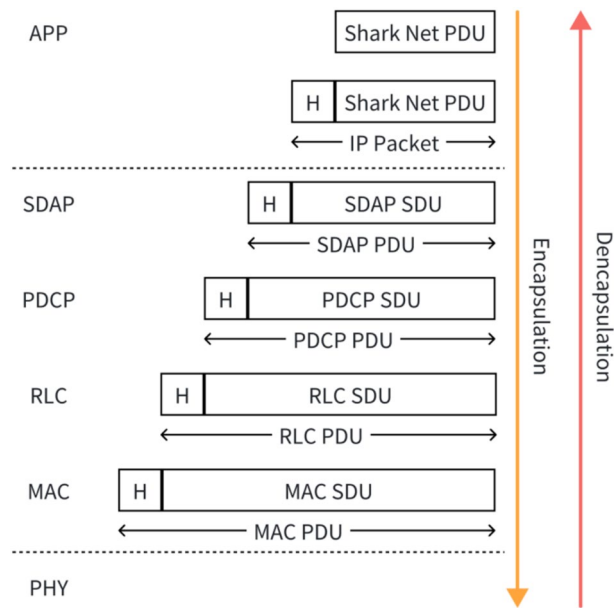 APP
Shark Net PDU
H Shark Net PDU
IP Packet
SDAP
H SDAP SDU
SDAP PDU
PDCP
H PDCP SDU
PDCP PDU
RLC
H RLC SDU
RLC PDU
MAC
H MAC SDU
MAC PDU
PHY
Encapsulation
Dencapsulation